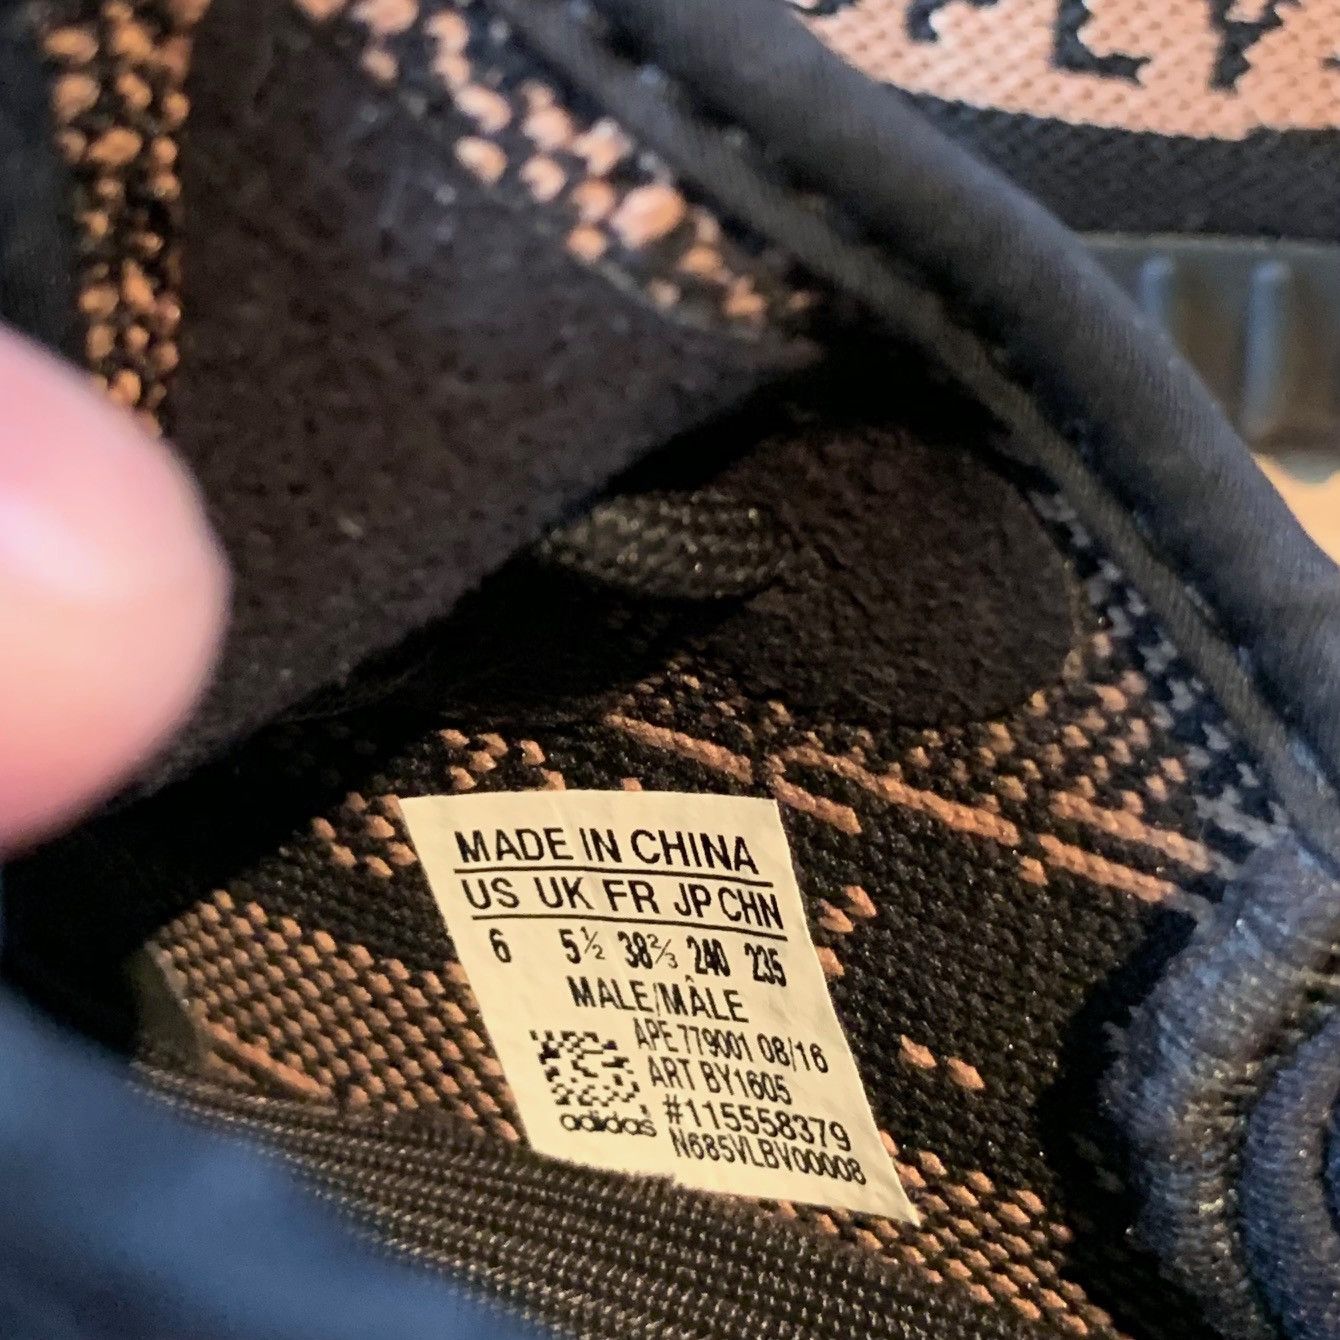 MADE IN CHINA
US UK FR JP CHN
6 5½ 38⅔ 240 235
MALE/MÂLE
APE 779001 08/16
ART BY1605
#115558379
adidas N685VLBV00008